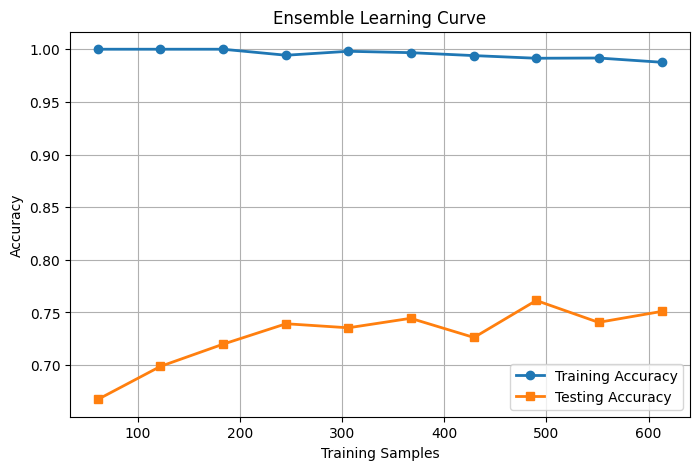 Ensemble Learning Curve
Accuracy
1.00
0.95
0.90
0.85
0.80
0.75
0.70
100 200 300 400 500 600
Training Samples
Training Accuracy
Testing Accuracy